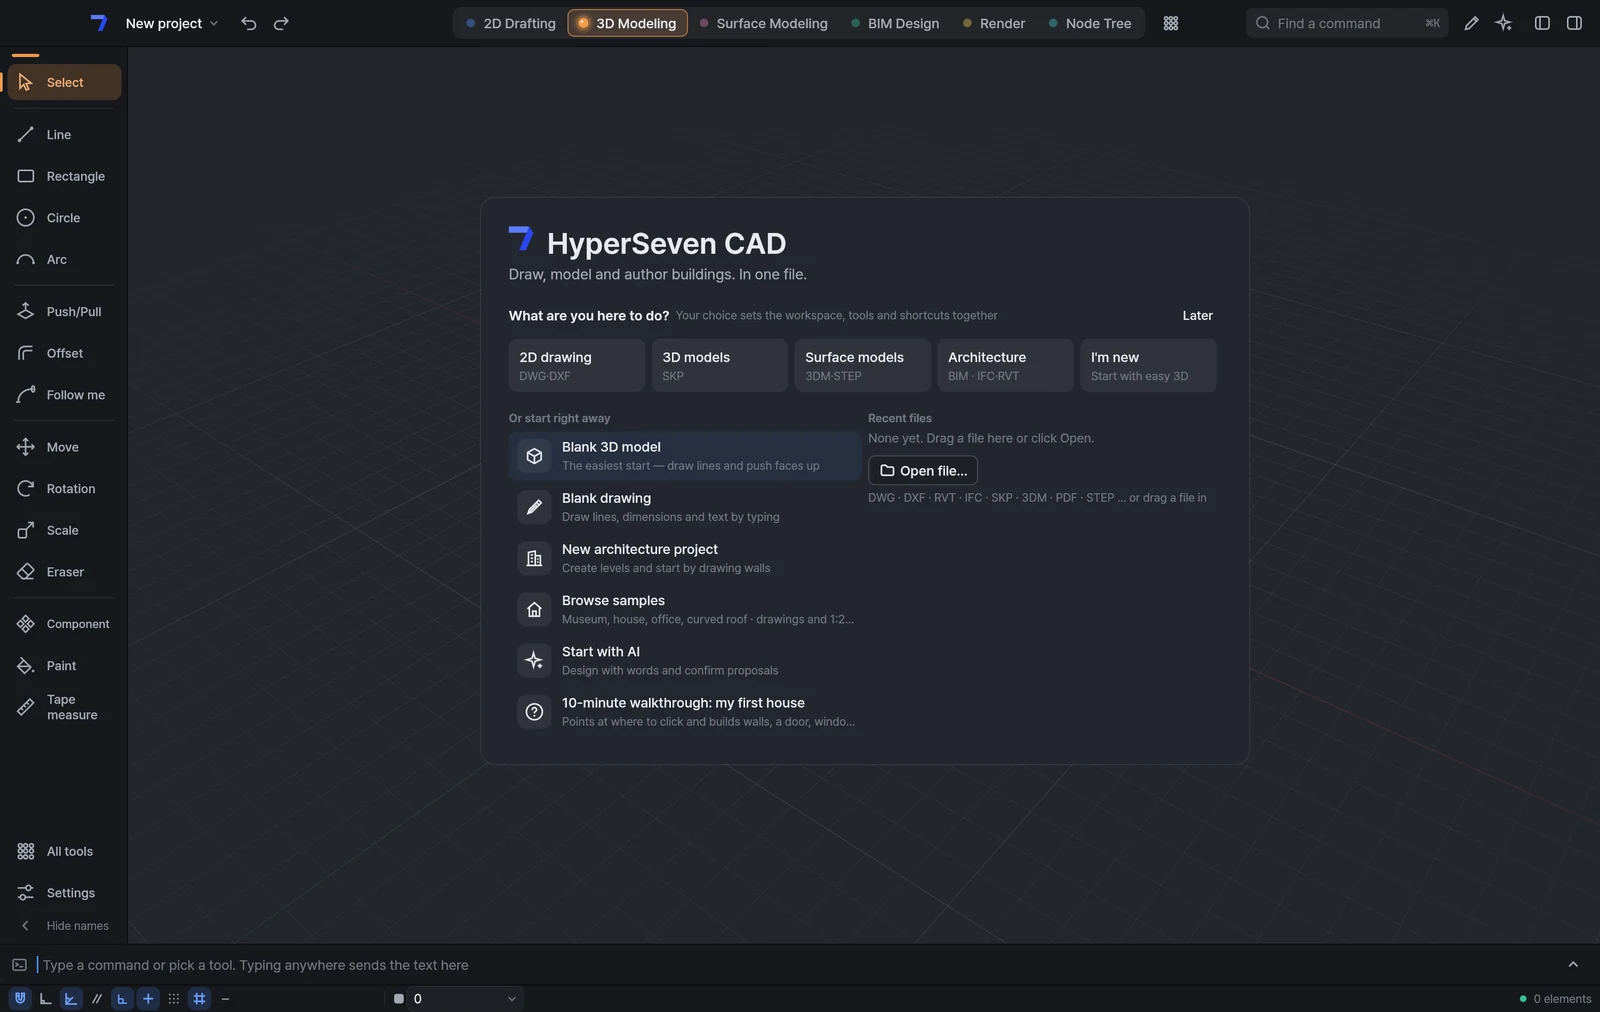 New project
2D Drafting
3D Modeling
Surface Modeling
BIM Design
Render
Node Tree
Find a command
⌘K
Select
Line
Rectangle
Circle
Arc
Push/Pull
Offset
Follow me
Move
Rotation
Scale
Eraser
Component
Paint
Tape
measure
All tools
Settings
Hide names
HyperSeven CAD
Draw, model and author buildings. In one file.
What are you here to do? Your choice sets the workspace, tools and shortcuts together
Later
2D drawing
DWG·DXF
3D models
SKP
Surface models
3DM·STEP
Architecture
BIM · IFC·RVT
I'm new
Start with easy 3D
Or start right away
Blank 3D model
The easiest start — draw lines and push faces up
Blank drawing
Draw lines, dimensions and text by typing
New architecture project
Create levels and start by drawing walls
Browse samples
Museum, house, office, curved roof · drawings and 1:2...
Start with AI
Design with words and confirm proposals
10-minute walkthrough: my first house
Points at where to click and builds walls, a door, windo...
Recent files
None yet. Drag a file here or click Open.
Open file...
DWG · DXF · RVT · IFC · SKP · 3DM · PDF · STEP ... or drag a file in
Type a command or pick a tool. Typing anywhere sends the text here
0
0 elements